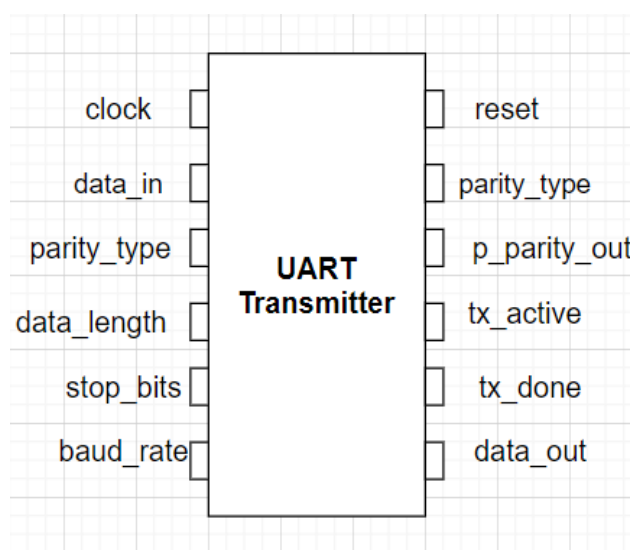 clock
reset
data_in
parity_type
parity_type
p_parity_out
UART
Transmitter
data_length
tx_active
stop_bits
tx_done
baud_rate
data_out